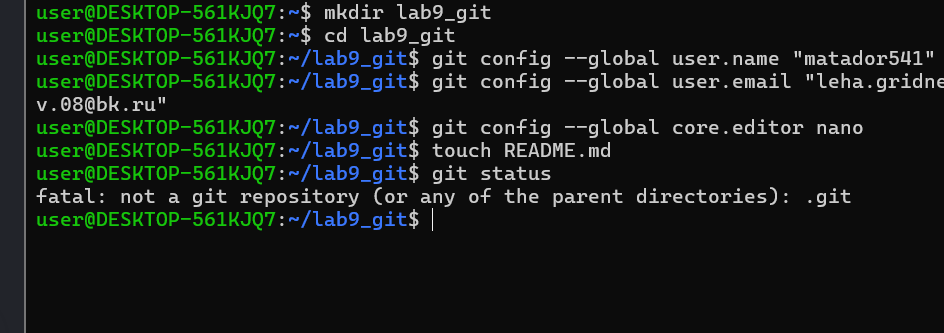 user@DESKTOP-561KJQ7:~$ mkdir lab9_git
user@DESKTOP-561KJQ7:~$ cd lab9_git
user@DESKTOP-561KJQ7:~/lab9_git$ git config --global user.name "matador541"
user@DESKTOP-561KJQ7:~/lab9_git$ git config --global user.email "leha.gridne
v.08@bk.ru"
user@DESKTOP-561KJQ7:~/lab9_git$ git config --global core.editor nano
user@DESKTOP-561KJQ7:~/lab9_git$ touch README.md
user@DESKTOP-561KJQ7:~/lab9_git$ git status
fatal: not a git repository (or any of the parent directories): .git
user@DESKTOP-561KJQ7:~/lab9_git$